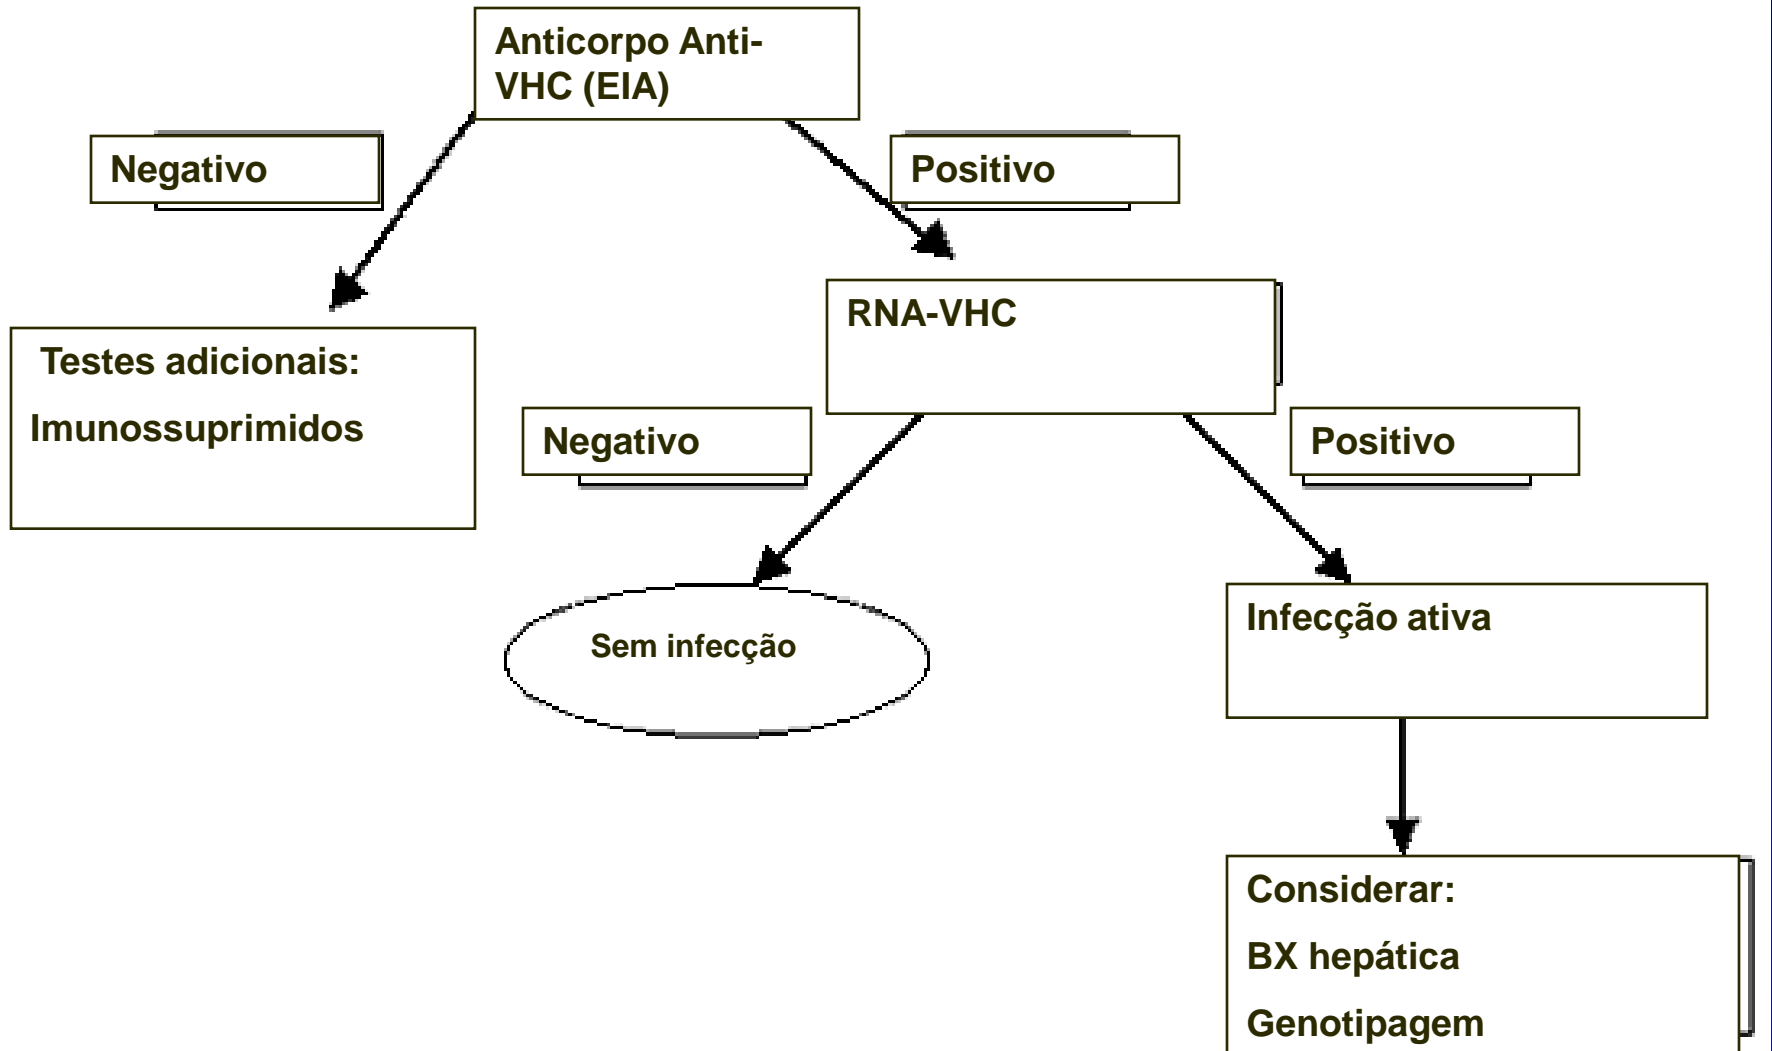 Anticorpo Anti-
VHC (EIA)
Negativo
Positivo
RNA-VHC
Testes adicionais:
Imunossuprimidos
Negativo
Positivo
Sem infecção
Infecção ativa
Considerar:
BX hepática
Genotipagem